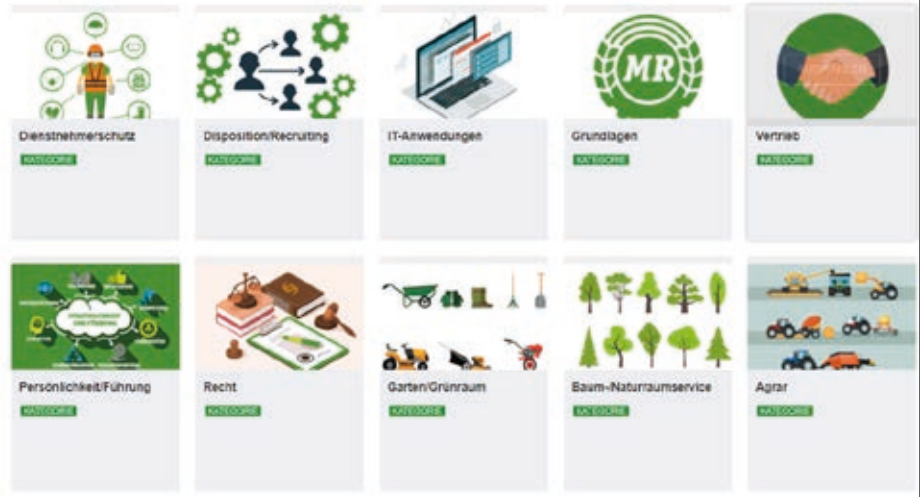 MR
Dienstnehmerschutz
KATEGORIE
Disposition/Recruiting
KATEGORIE
IT-Anwendungen
KATEGORIE
Grundlagen
KATEGORIE
Vertrieb
KATEGORIE
Persönlichkeit/Führung
KATEGORIE
Recht
KATEGORIE
Garten/Grünraum
KATEGORIE
Baum-Naturraumservice
KATEGORIE
Agrar
KATEGORIE